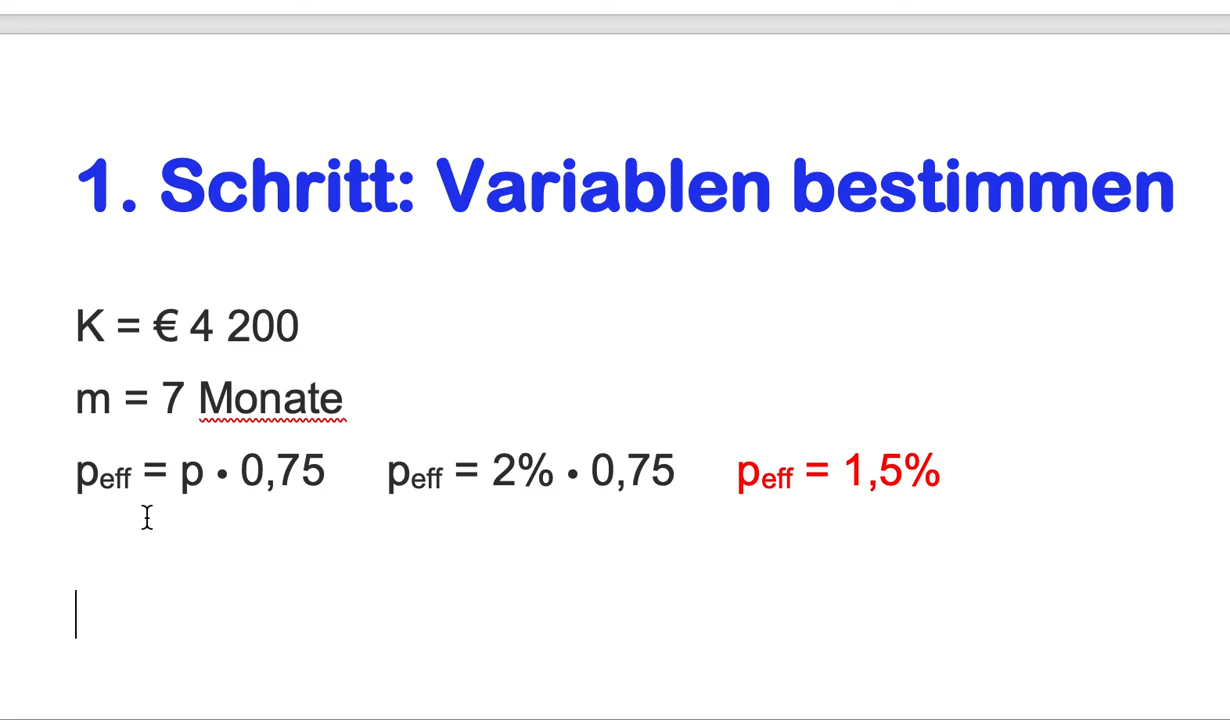 1. Schritt: Variablen bestimmen
K = € 4 200
m = 7 Monate
peff = p • 0,75 peff = 2% • 0,75 peff = 1,5%